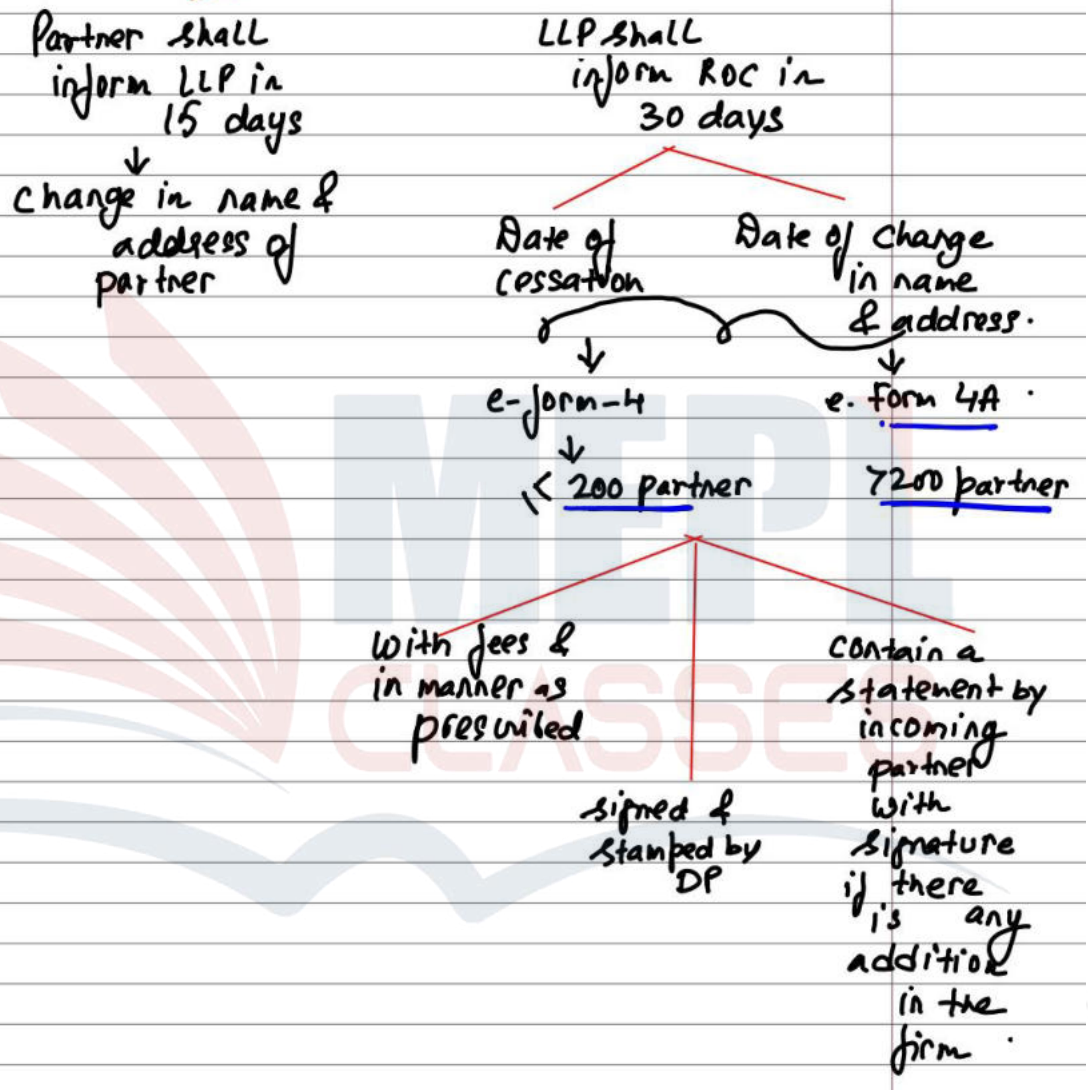 Partner shall
inform LLP in
15 days
↓
change in name &
address of
partner
LLP shall
inform ROC in
30 days
Date of
cessation
Date of change
in name
& address.
↓
↓
e-form-4
e. form 4A
↓
≤ 200 partner
>200 partner
with fees &
in manner as
prescribed
signed &
stamped by
DP
contain a
statement by
incoming
partner
with
signature
if there
is any
addition
in the
firm.
MEPL
CLASSES